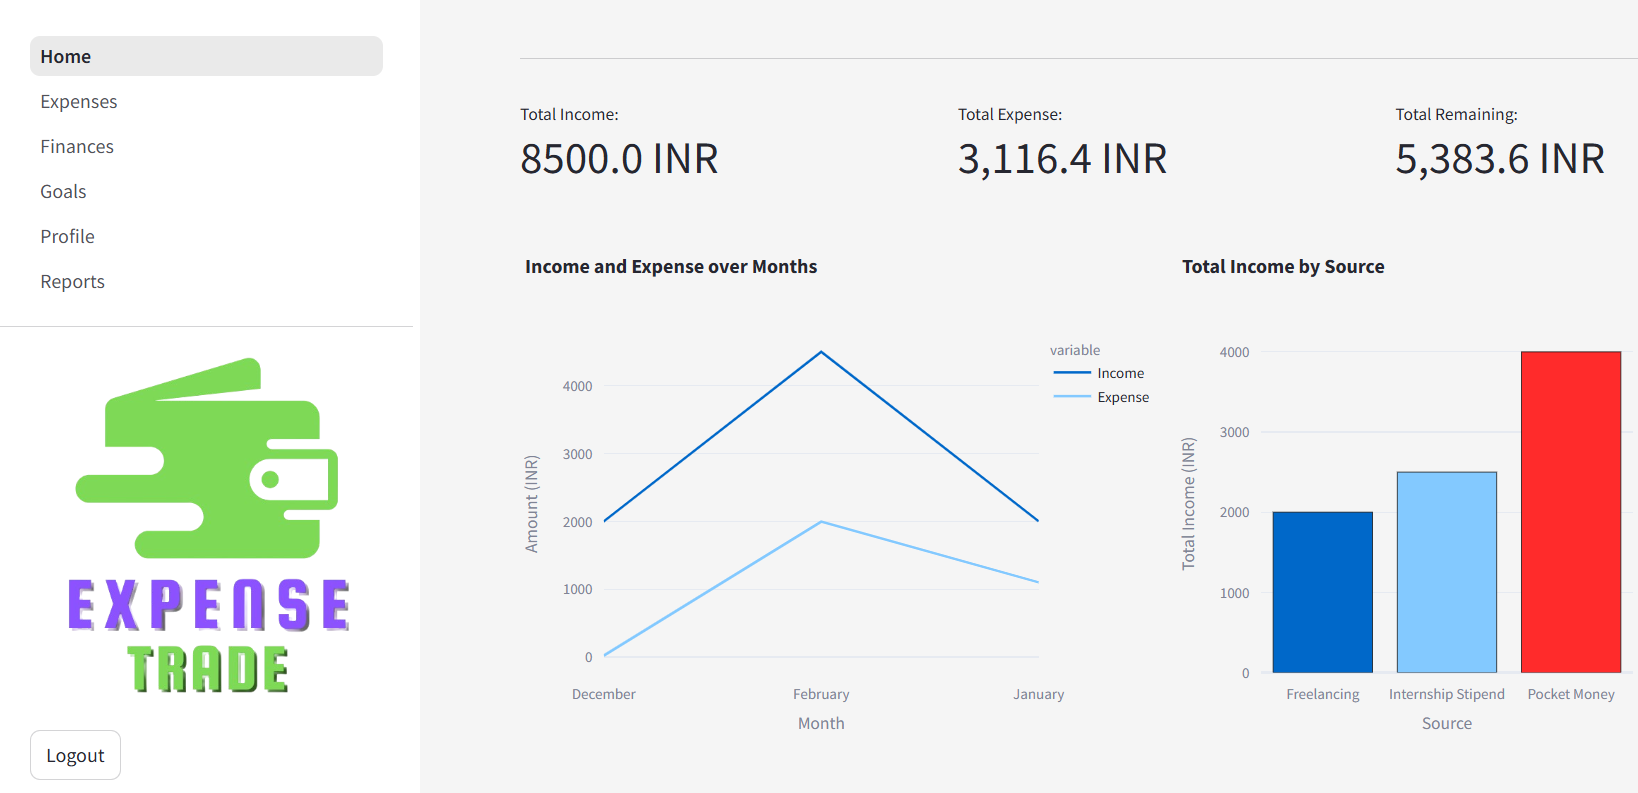 Home
Expenses
Finances
Goals
Profile
Reports
EXPENSE
TRADE
Logout
Total Income:
8500.0 INR
Total Expense:
3,116.4 INR
Total Remaining:
5,383.6 INR
Income and Expense over Months
variable
Income
Expense
Amount (INR)
4000
3000
2000
1000
0
December
February
January
Month
Total Income by Source
Total Income (INR)
4000
3000
2000
1000
0
Freelancing
Internship Stipend
Pocket Money
Source